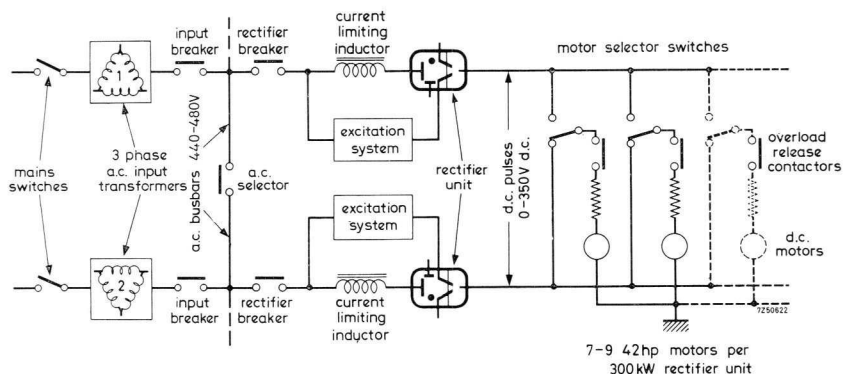 input
breaker
rectifier
breaker
current
limiting
inductor
motor selector switches
1
mains
switches
3 phase
a.c. input
transformers
a.c. busbars 440-480V
a.c.
selector
excitation
system
rectifier
unit
d.c. pulses
0-350V d.c.
overload
release
contactors
d.c.
motors
excitation
system
2
input
breaker
rectifier
breaker
current
limiting
inductor
7Z50622
7-9 42hp motors per
300kW rectifier unit